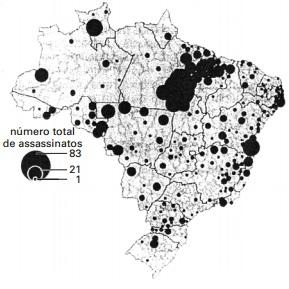 número total
de assassinatos
83
21
1